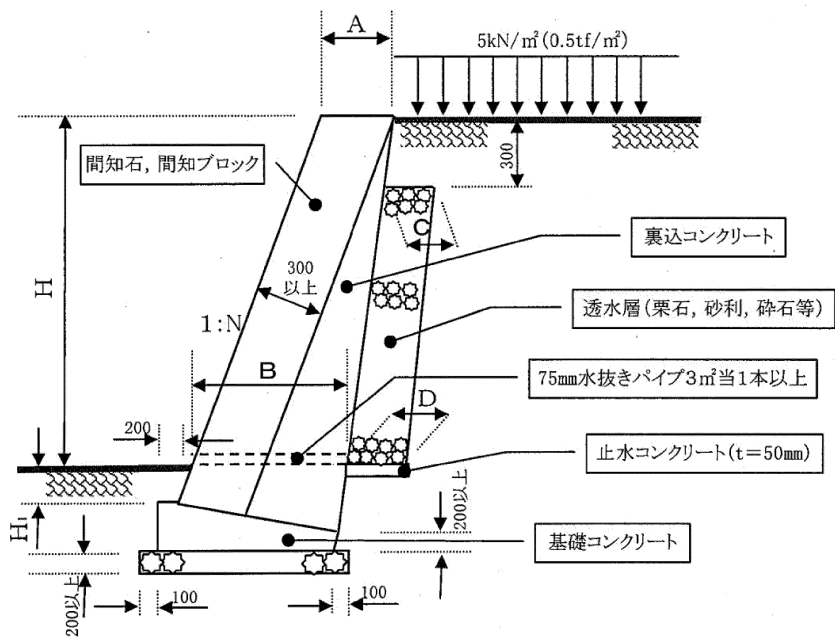 A
5kN/㎡(0.5tf/㎡)
300
間知石, 間知ブロック
C
裏込コンクリート
H
300
以上
1:N
透水層(栗石, 砂利, 砕石等)
B
75mm水抜きパイプ3㎡当1本以上
D
200
止水コンクリート(t=50mm)
H₁
200以上
基礎コンクリート
200以上
100
100